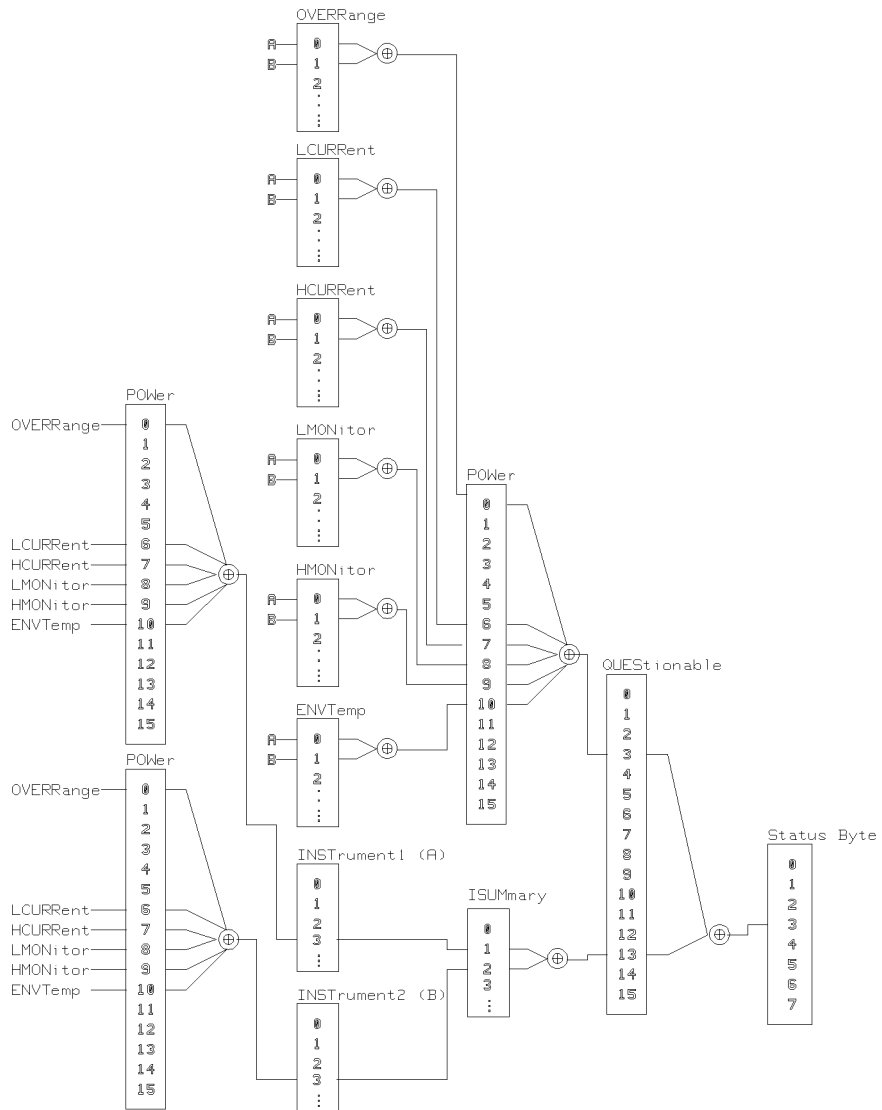 OVERRange
A 0
B 1
2
LCURRent
A 0
B 1
2
HCURRent
A 0
B 1
2
LMONitor
A 0
B 1
2
HMONitor
A 0
B 1
2
ENVTemp
A 0
B 1
2
POWer
OVERRange 0
1
2
3
4
5
LCURRent 6
HCURRent 7
LMONitor 8
HMONitor 9
ENVTemp 10
11
12
13
14
15
POWer
OVERRange 0
1
2
3
4
5
LCURRent 6
HCURRent 7
LMONitor 8
HMONitor 9
ENVTemp 10
11
12
13
14
15
INSTrument1 (A)
0
1
2
3
INSTrument2 (B)
0
1
2
3
POWer
0
1
2
3
4
5
6
7
8
9
10
11
12
13
14
15
ISUMmary
0
1
2
3
QUEStionable
0
1
2
3
4
5
6
7
8
9
10
11
12
13
14
15
Status Byte
0
1
2
3
4
5
6
7